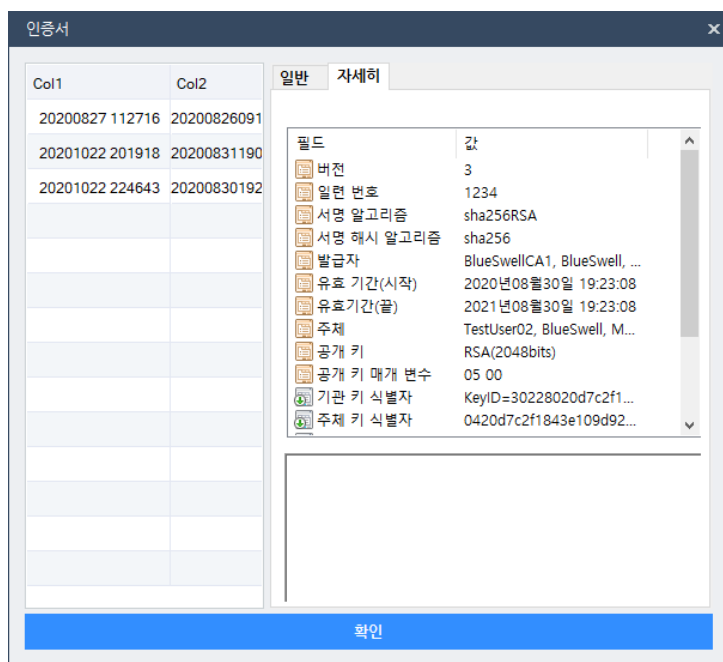 인증서
Col1 Col2
20200827 112716 20200826091
20201022 201918 20200831190
20201022 224643 20200830192
일반 자세히
필드 값
버전 3
일련 번호 1234
서명 알고리즘 sha256RSA
서명 해시 알고리즘 sha256
발급자 BlueSwellCA1, BlueSwell, ...
유효 기간(시작) 2020년08월30일 19:23:08
유효기간(끝) 2021년08월30일 19:23:08
주체 TestUser02, BlueSwell, M...
공개 키 RSA(2048bits)
공개 키 매개 변수 05 00
기관 키 식별자 KeyID=30228020d7c2f1...
주체 키 식별자 0420d7c2f1843e109d92...
확인